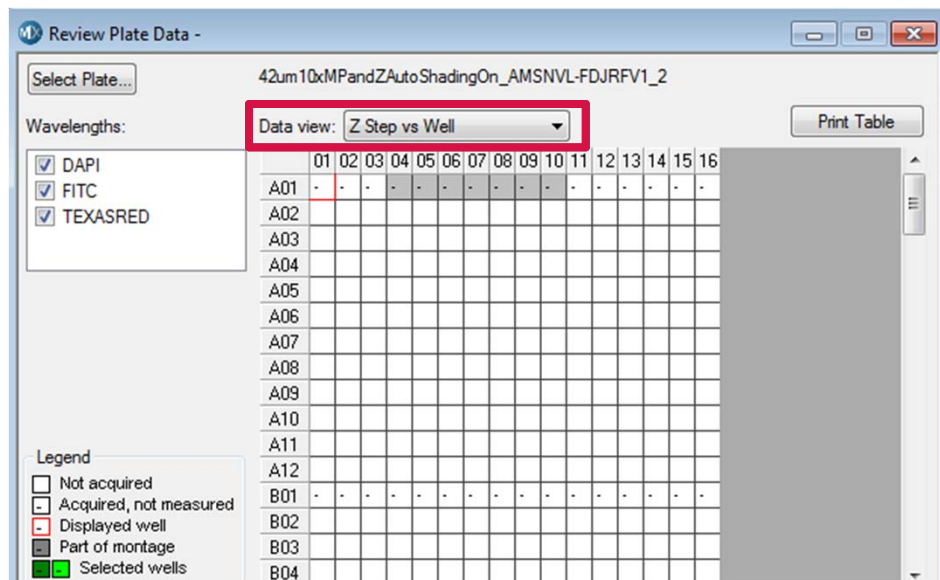 MX Review Plate Data -
Select Plate... 42um10xMPandZAutoShadingOn_AMSNVL-FDJRFV1_2
Wavelengths: Data view: Z Step vs Well Print Table
DAPI
FITC
TEXASRED
01 02 03 04 05 06 07 08 09 10 11 12 13 14 15 16
A01 - - - - - - - - - - - - - - - -
A02
A03
A04
A05
A06
A07
A08
A09
A10
A11
A12
B01 - - - - - - - - - - - - - - - -
B02
B03
B04
Legend
Not acquired
- Acquired, not measured
- Displayed well
- Part of montage
- Selected wells